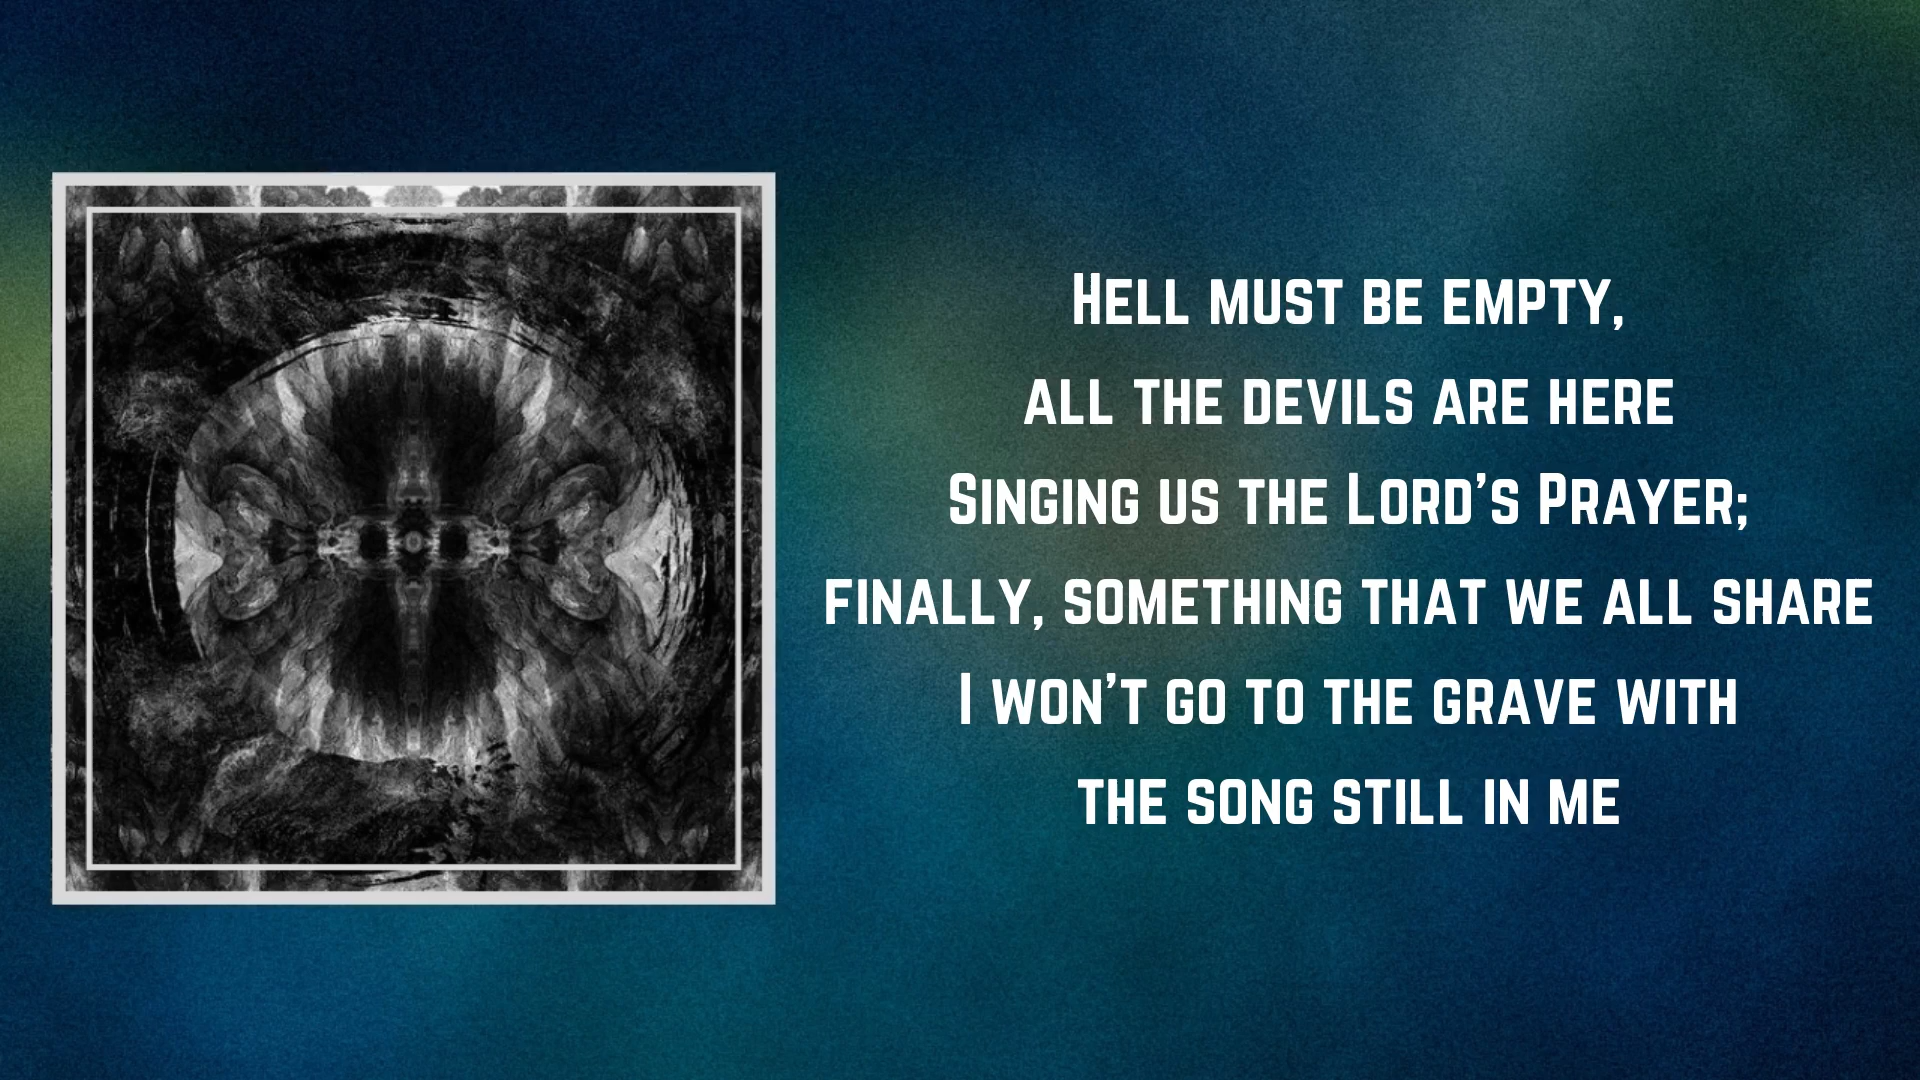 Hell must be empty,
all the devils are here
Singing us the Lord's Prayer;
finally, something that we all share
I won't go to the grave with
the song still in me